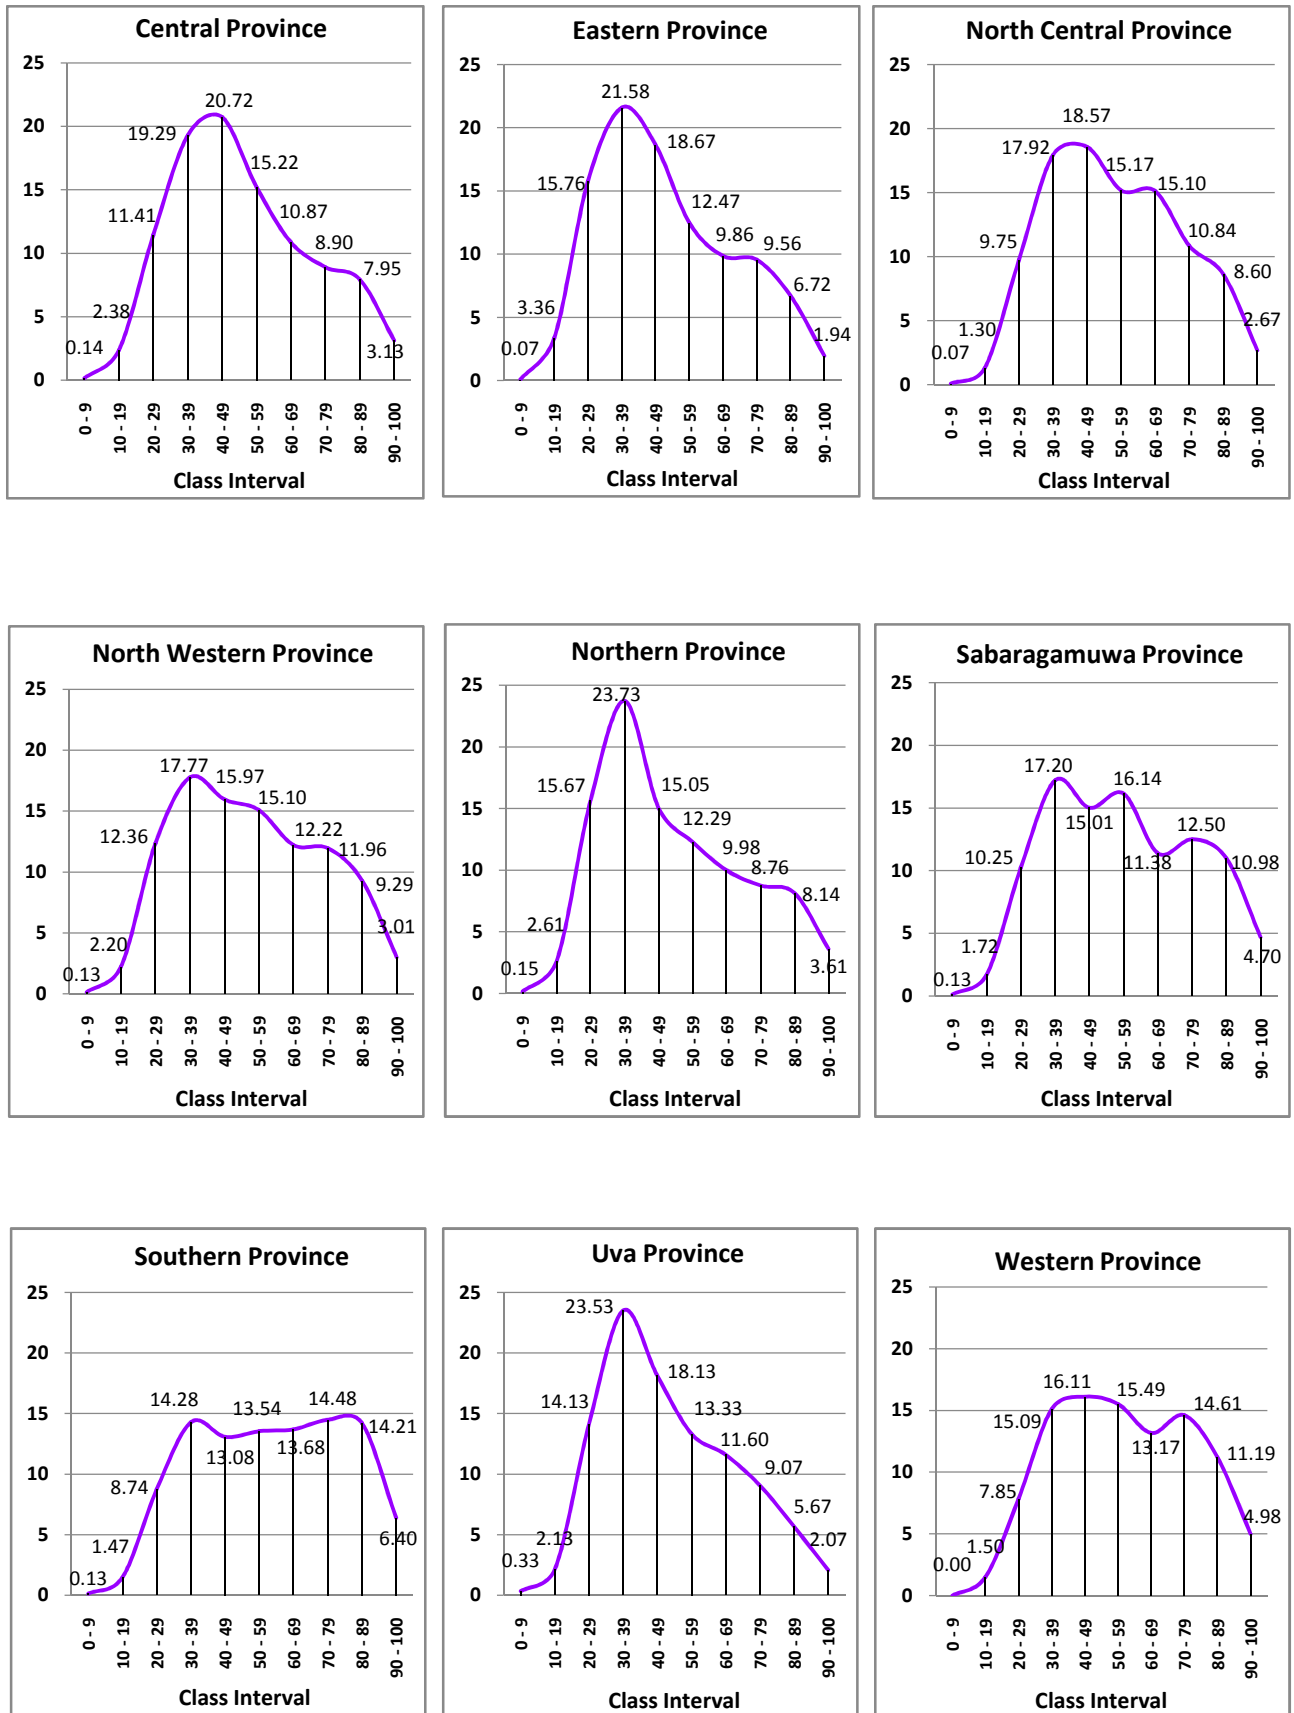 Central Province
25
20
15
10
5
0
0.14
2.38
11.41
19.29
20.72
15.22
10.87
8.90
7.95
3.13
0 - 9
10 - 19
20 - 29
30 - 39
40 - 49
50 - 59
60 - 69
70 - 79
80 - 89
90 - 100
Class Interval
Eastern Province
25
20
15
10
5
0
0.07
3.36
15.76
21.58
18.67
12.47
9.86
9.56
6.72
1.94
0 - 9
10 - 19
20 - 29
30 - 39
40 - 49
50 - 59
60 - 69
70 - 79
80 - 89
90 - 100
Class Interval
North Central Province
25
20
15
10
5
0
0.07
1.30
9.75
17.92
18.57
15.17
15.10
10.84
8.60
2.67
0 - 9
10 - 19
20 - 29
30 - 39
40 - 49
50 - 59
60 - 69
70 - 79
80 - 89
90 - 100
Class Interval
North Western Province
25
20
15
10
5
0
0.13
2.20
12.36
17.77
15.97
15.10
12.22
11.96
9.29
3.01
0 - 9
10 - 19
20 - 29
30 - 39
40 - 49
50 - 59
60 - 69
70 - 79
80 - 89
90 - 100
Class Interval
Northern Province
25
20
15
10
5
0
0.15
2.61
15.67
23.73
15.05
12.29
9.98
8.76
8.14
3.61
0 - 9
10 - 19
20 - 29
30 - 39
40 - 49
50 - 59
60 - 69
70 - 79
80 - 89
90 - 100
Class Interval
Sabaragamuwa Province
25
20
15
10
5
0
0.13
1.72
10.25
17.20
15.01
16.14
11.38
12.50
10.98
4.70
0 - 9
10 - 19
20 - 29
30 - 39
40 - 49
50 - 59
60 - 69
70 - 79
80 - 89
90 - 100
Class Interval
Southern Province
25
20
15
10
5
0
0.13
1.47
8.74
14.28
13.08
13.54
13.68
14.48
14.21
6.40
0 - 9
10 - 19
20 - 29
30 - 39
40 - 49
50 - 59
60 - 69
70 - 79
80 - 89
90 - 100
Class Interval
Uva Province
25
20
15
10
5
0
0.33
2.13
14.13
23.53
18.13
13.33
11.60
9.07
5.67
2.07
0 - 9
10 - 19
20 - 29
30 - 39
40 - 49
50 - 59
60 - 69
70 - 79
80 - 89
90 - 100
Class Interval
Western Province
25
20
15
10
5
0
0.00
1.50
7.85
15.09
16.11
15.49
13.17
14.61
11.19
4.98
0 - 9
10 - 19
20 - 29
30 - 39
40 - 49
50 - 59
60 - 69
70 - 79
80 - 89
90 - 100
Class Interval